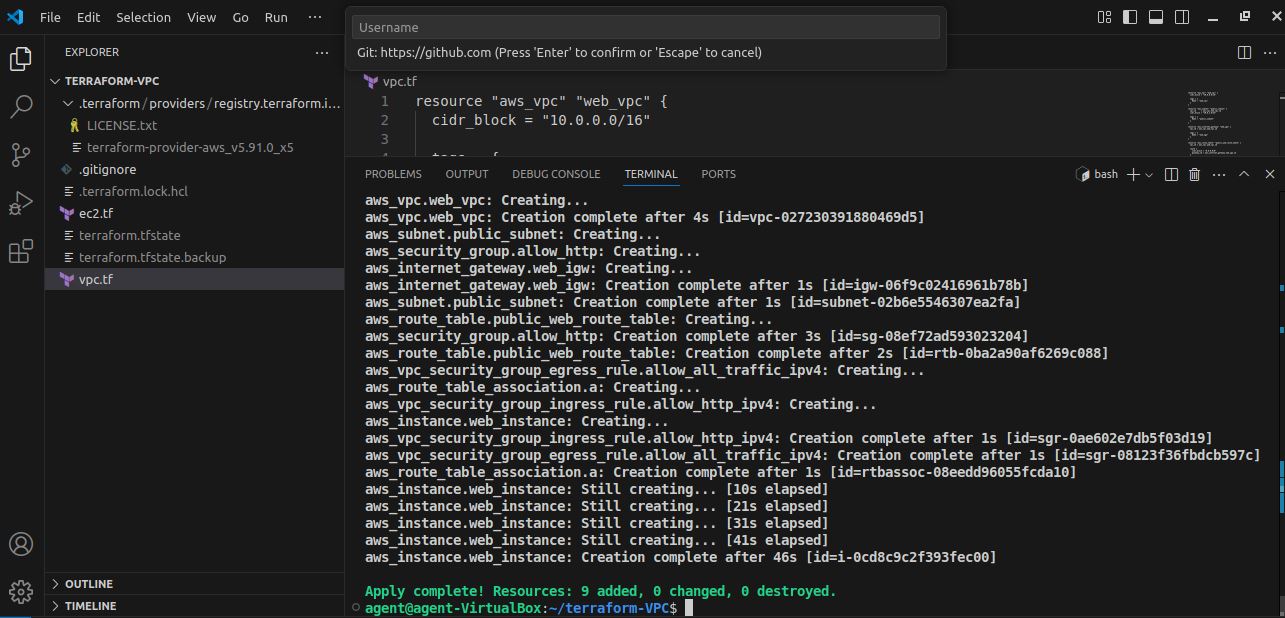 File Edit Selection View Go Run ···
Username
Git: https://github.com (Press 'Enter' to confirm or 'Escape' to cancel)
EXPLORER
TERRAFORM-VPC
.terraform/providers/registry.terraform.i...
LICENSE.txt
terraform-provider-aws_v5.91.0_x5
.gitignore
.terraform.lock.hcl
ec2.tf
terraform.tfstate
terraform.tfstate.backup
vpc.tf
OUTLINE
TIMELINE
vpc.tf
1 resource "aws_vpc" "web_vpc" {
2 cidr_block = "10.0.0.0/16"
3
PROBLEMS OUTPUT DEBUG CONSOLE TERMINAL PORTS
bash
aws_vpc.web_vpc: Creating...
aws_vpc.web_vpc: Creation complete after 4s [id=vpc-027230391880469d5]
aws_subnet.public_subnet: Creating...
aws_security_group.allow_http: Creating...
aws_internet_gateway.web_igw: Creating...
aws_internet_gateway.web_igw: Creation complete after 1s [id=igw-06f9c02416961b78b]
aws_subnet.public_subnet: Creation complete after 1s [id=subnet-02b6e5546307ea2fa]
aws_route_table.public_web_route_table: Creating...
aws_security_group.allow_http: Creation complete after 3s [id=sg-08ef72ad593023204]
aws_route_table.public_web_route_table: Creation complete after 2s [id=rtb-0ba2a90af6269c088]
aws_vpc_security_group_egress_rule.allow_all_traffic_ipv4: Creating...
aws_route_table_association.a: Creating...
aws_vpc_security_group_ingress_rule.allow_http_ipv4: Creating...
aws_instance.web_instance: Creating...
aws_vpc_security_group_ingress_rule.allow_http_ipv4: Creation complete after 1s [id=sgr-0ae602e7db5f03d19]
aws_vpc_security_group_egress_rule.allow_all_traffic_ipv4: Creation complete after 1s [id=sgr-08123f36fbdcb597c]
aws_route_table_association.a: Creation complete after 1s [id=rtbassoc-08eedd96055fcda10]
aws_instance.web_instance: Still creating... [10s elapsed]
aws_instance.web_instance: Still creating... [21s elapsed]
aws_instance.web_instance: Still creating... [31s elapsed]
aws_instance.web_instance: Still creating... [41s elapsed]
aws_instance.web_instance: Creation complete after 46s [id=i-0cd8c9c2f393fec00]
Apply complete! Resources: 9 added, 0 changed, 0 destroyed.
agent@agent-VirtualBox:~/terraform-VPC$